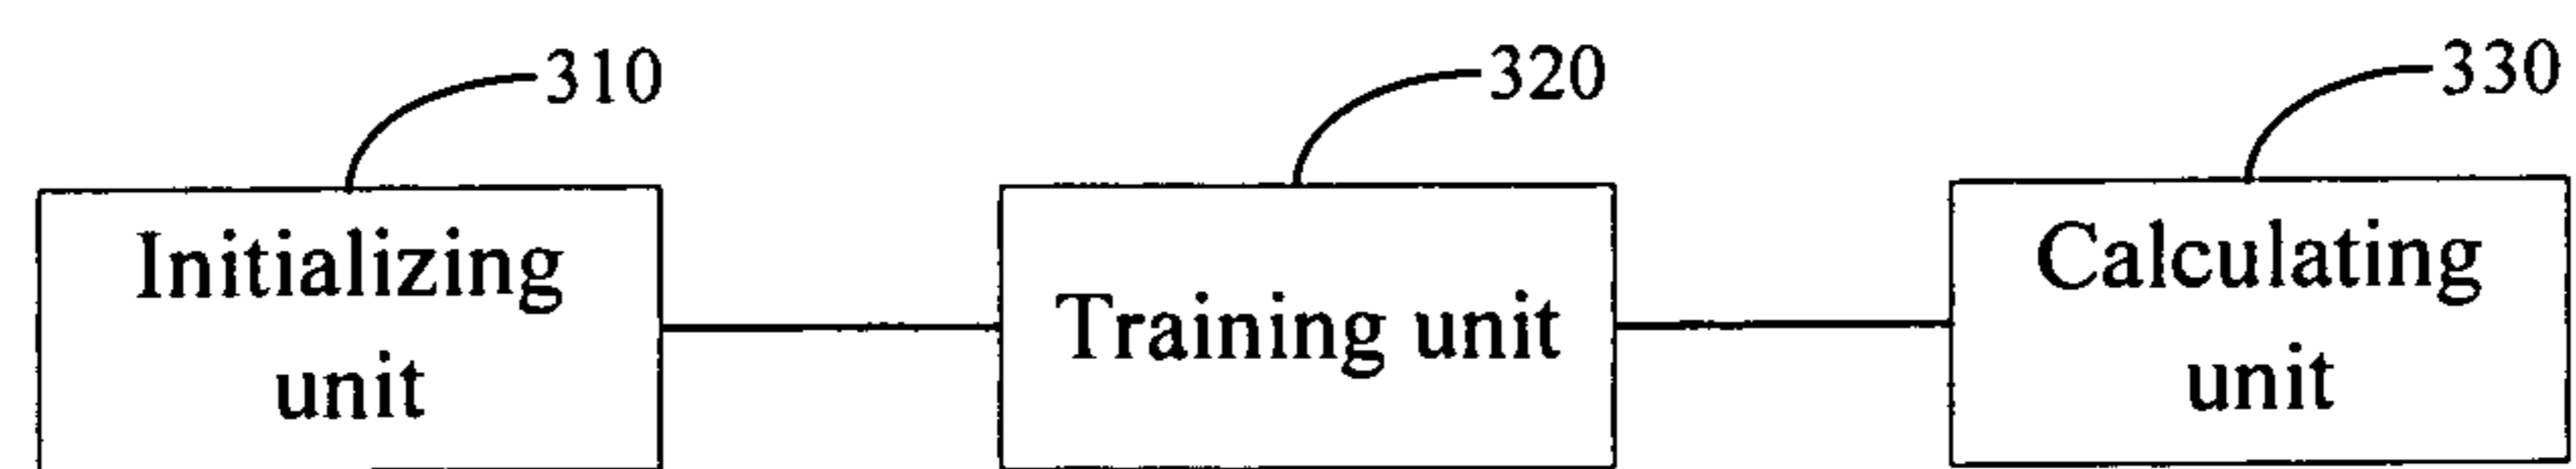 310
320
330
Initializing
unit
Training unit
Calculating
unit